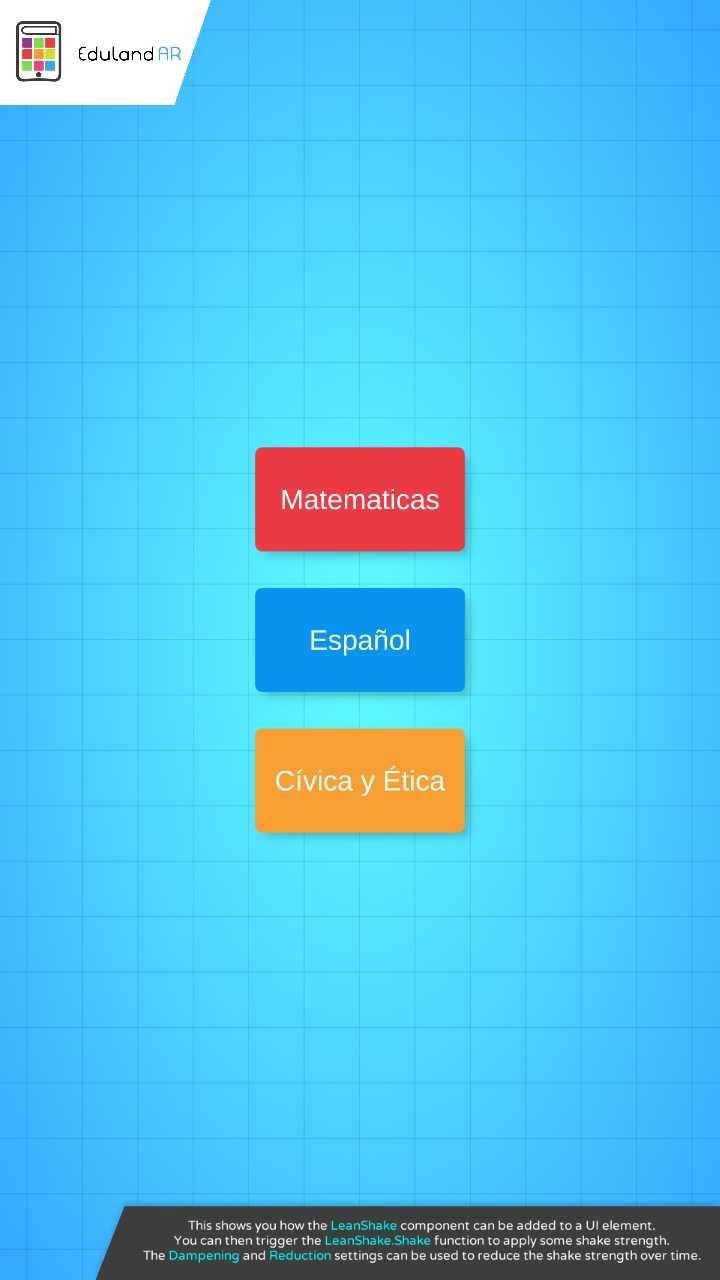 EduLand AR
Matematicas
Español
Cívica y Ética
This shows you how the LeanShake component can be added to a UI element.
You can then trigger the LeanShake.Shake function to apply some shake strength.
The Dampening and Reduction settings can be used to reduce the shake strength over time.